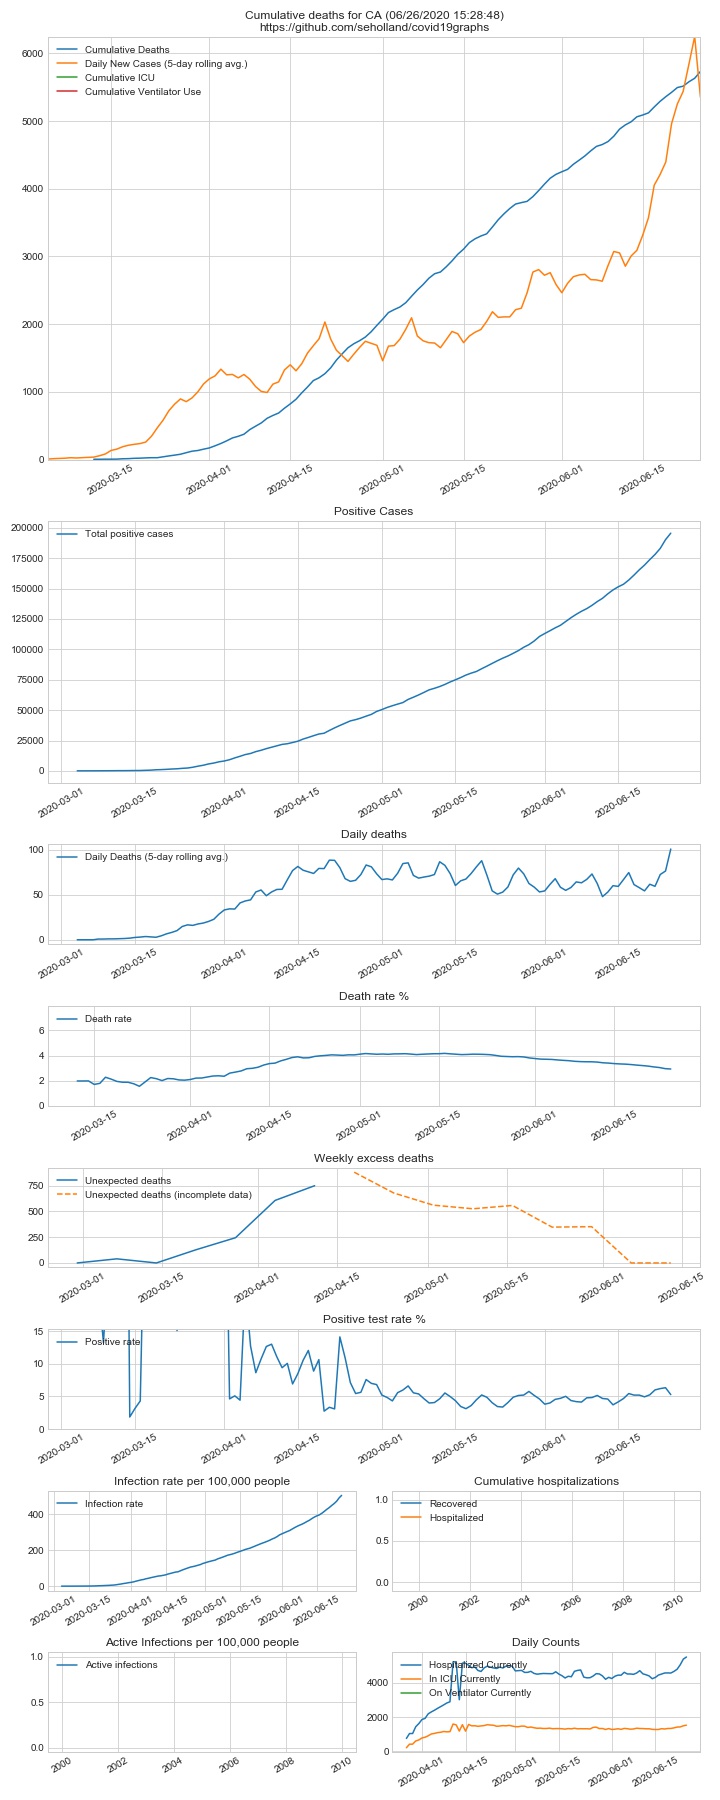 Cumulative deaths for CA (06/26/2020 15:28:48)
https://github.com/seholland/covid19graphs
Cumulative Deaths
Daily New Cases (5-day rolling avg.)
Cumulative ICU
Cumulative Ventilator Use
6000
5000
4000
3000
2000
1000
0
2020-03-15 2020-04-01 2020-04-15 2020-05-01 2020-05-15 2020-06-01 2020-06-15
Positive Cases
Total positive cases
200000
175000
150000
125000
100000
75000
50000
25000
0
2020-03-01 2020-03-15 2020-04-01 2020-04-15 2020-05-01 2020-05-15 2020-06-01 2020-06-15
Daily deaths
Daily Deaths (5-day rolling avg.)
100
50
0
2020-03-01 2020-03-15 2020-04-01 2020-04-15 2020-05-01 2020-05-15 2020-06-01 2020-06-15
Death rate %
Death rate
6
4
2
0
2020-03-15 2020-04-01 2020-04-15 2020-05-01 2020-05-15 2020-06-01 2020-06-15
Weekly excess deaths
Unexpected deaths
Unexpected deaths (incomplete data)
750
500
250
0
2020-03-01 2020-03-15 2020-04-01 2020-04-15 2020-05-01 2020-05-15 2020-06-01 2020-06-15
Positive test rate %
Positive rate
15
10
5
0
2020-03-01 2020-03-15 2020-04-01 2020-04-15 2020-05-01 2020-05-15 2020-06-01 2020-06-15
Infection rate per 100,000 people
Infection rate
400
200
0
2020-03-01 2020-03-15 2020-04-01 2020-04-15 2020-05-01 2020-05-15 2020-06-01 2020-06-15
Cumulative hospitalizations
Recovered
Hospitalized
1.0
0.5
0.0
2000 2002 2004 2006 2008 2010
Active Infections per 100,000 people
Active infections
1.0
0.5
0.0
2000 2002 2004 2006 2008 2010
Daily Counts
Hospitalized Currently
In ICU Currently
On Ventilator Currently
4000
2000
0
2020-04-01 2020-04-15 2020-05-01 2020-05-15 2020-06-01 2020-06-15